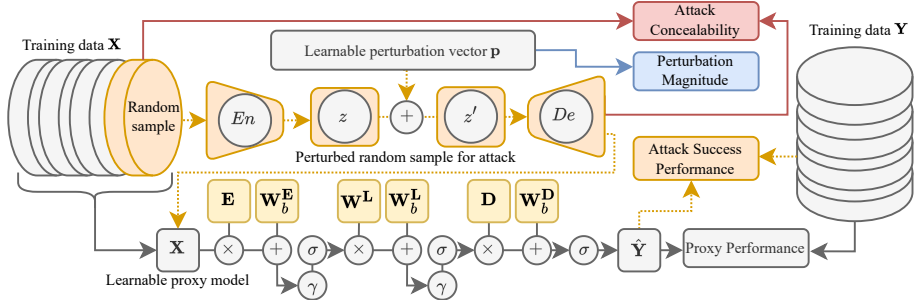 Training data X
Attack
Concealability
Training data Y
Learnable perturbation vector p
Perturbation
Magnitude
Random
sample
En
z
+
z′
De
Perturbed random sample for attack
Attack Success
Performance
E
W_b^E
W^L
W_b^L
D
W_b^D
X
×
+
σ
γ
×
+
σ
γ
×
+
σ
Ŷ
Proxy Performance
Learnable proxy model